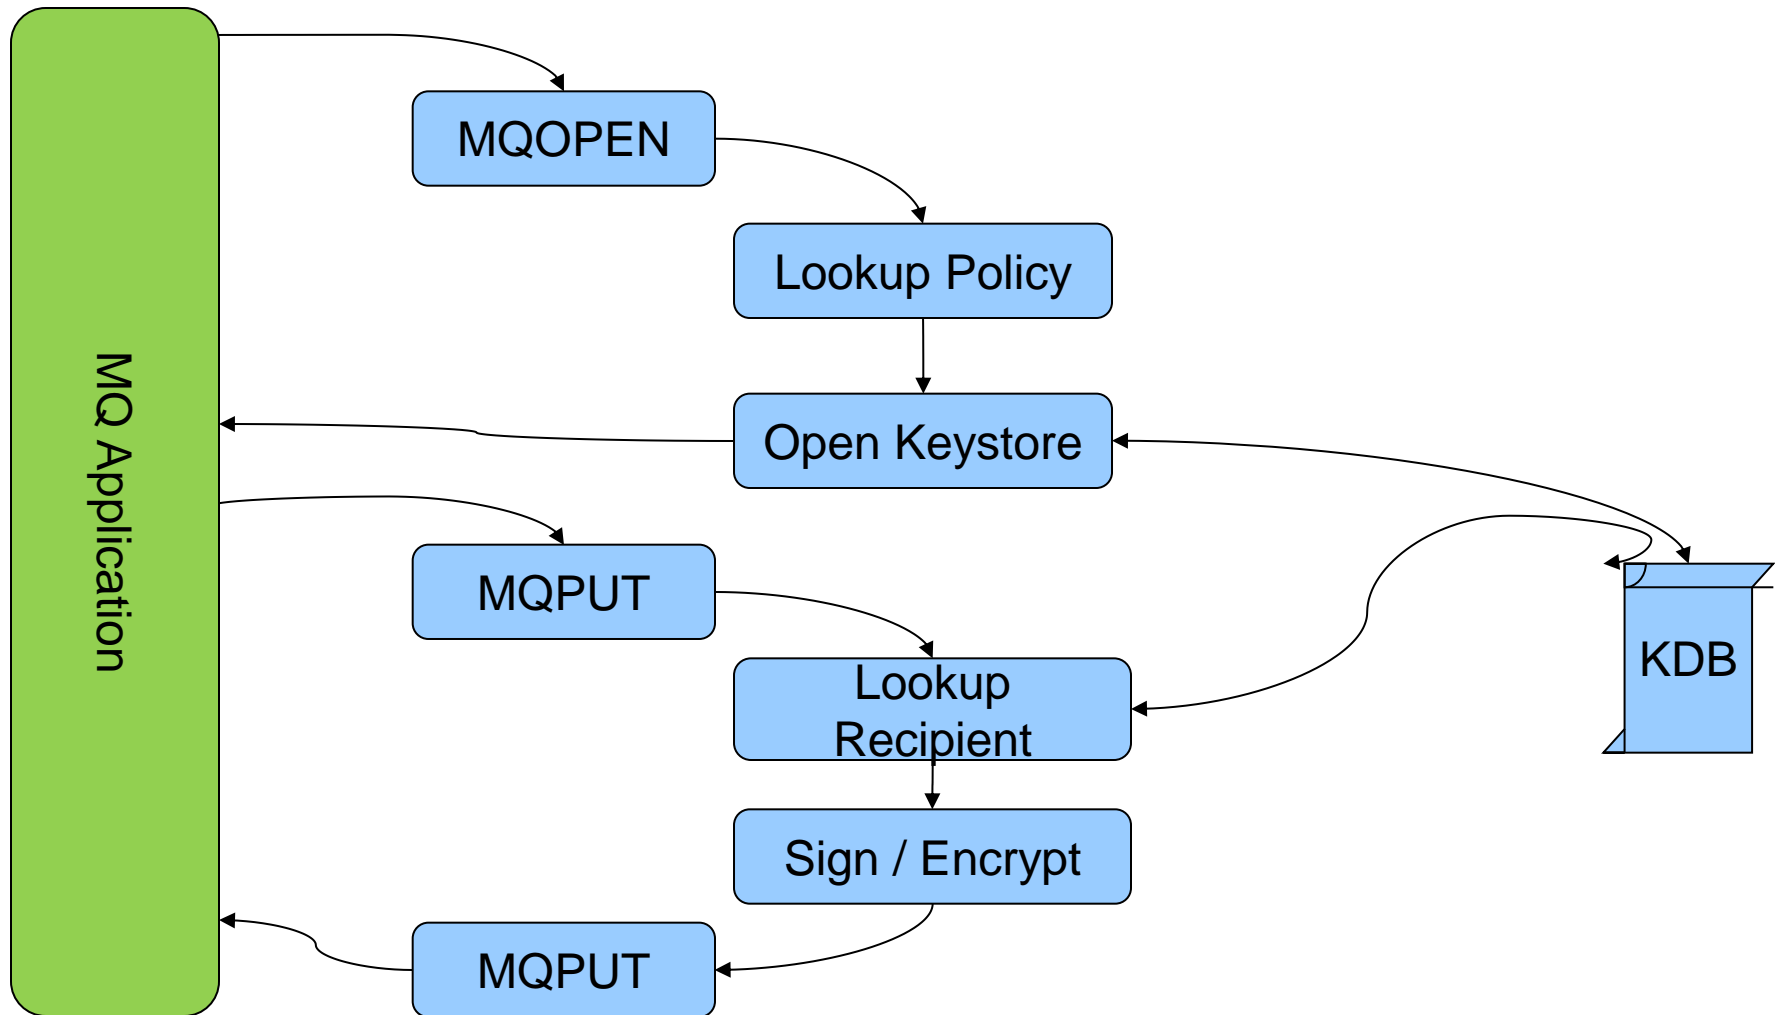 MQ Application
MQOPEN
Lookup Policy
Open Keystore
MQPUT
Lookup
Recipient
KDB
Sign / Encrypt
MQPUT